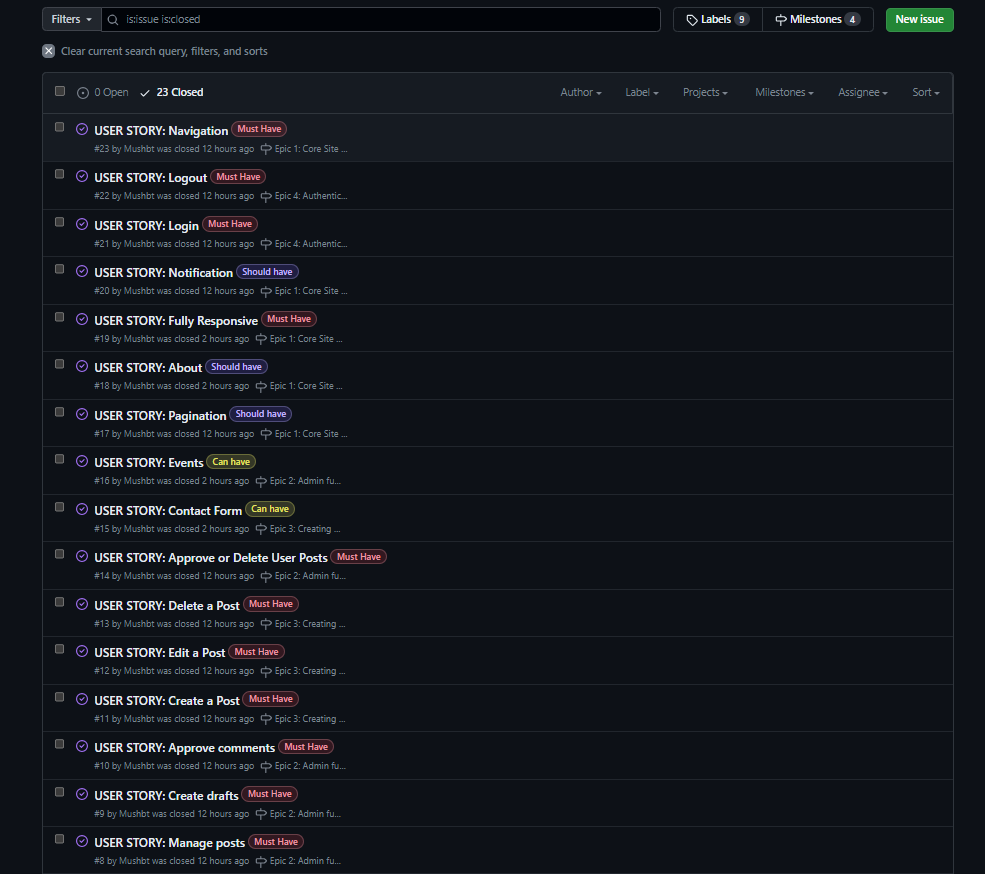 Filters is:issue is:closed Labels 9 Milestones 4 New issue
Clear current search query, filters, and sorts
0 Open 23 Closed Author Label Projects Milestones Assignee Sort
USER STORY: Navigation Must Have
#23 by Mushbt was closed 12 hours ago Epic 1: Core Site ...
USER STORY: Logout Must Have
#22 by Mushbt was closed 12 hours ago Epic 4: Authentic...
USER STORY: Login Must Have
#21 by Mushbt was closed 12 hours ago Epic 4: Authentic...
USER STORY: Notification Should have
#20 by Mushbt was closed 12 hours ago Epic 1: Core Site ...
USER STORY: Fully Responsive Must Have
#19 by Mushbt was closed 2 hours ago Epic 1: Core Site ...
USER STORY: About Should have
#18 by Mushbt was closed 2 hours ago Epic 1: Core Site ...
USER STORY: Pagination Should have
#17 by Mushbt was closed 12 hours ago Epic 1: Core Site ...
USER STORY: Events Can have
#16 by Mushbt was closed 2 hours ago Epic 2: Admin fu...
USER STORY: Contact Form Can have
#15 by Mushbt was closed 2 hours ago Epic 3: Creating ...
USER STORY: Approve or Delete User Posts Must Have
#14 by Mushbt was closed 12 hours ago Epic 2: Admin fu...
USER STORY: Delete a Post Must Have
#13 by Mushbt was closed 12 hours ago Epic 3: Creating ...
USER STORY: Edit a Post Must Have
#12 by Mushbt was closed 12 hours ago Epic 3: Creating ...
USER STORY: Create a Post Must Have
#11 by Mushbt was closed 12 hours ago Epic 3: Creating ...
USER STORY: Approve comments Must Have
#10 by Mushbt was closed 12 hours ago Epic 2: Admin fu...
USER STORY: Create drafts Must Have
#9 by Mushbt was closed 12 hours ago Epic 2: Admin fu...
USER STORY: Manage posts Must Have
#8 by Mushbt was closed 12 hours ago Epic 2: Admin fu...